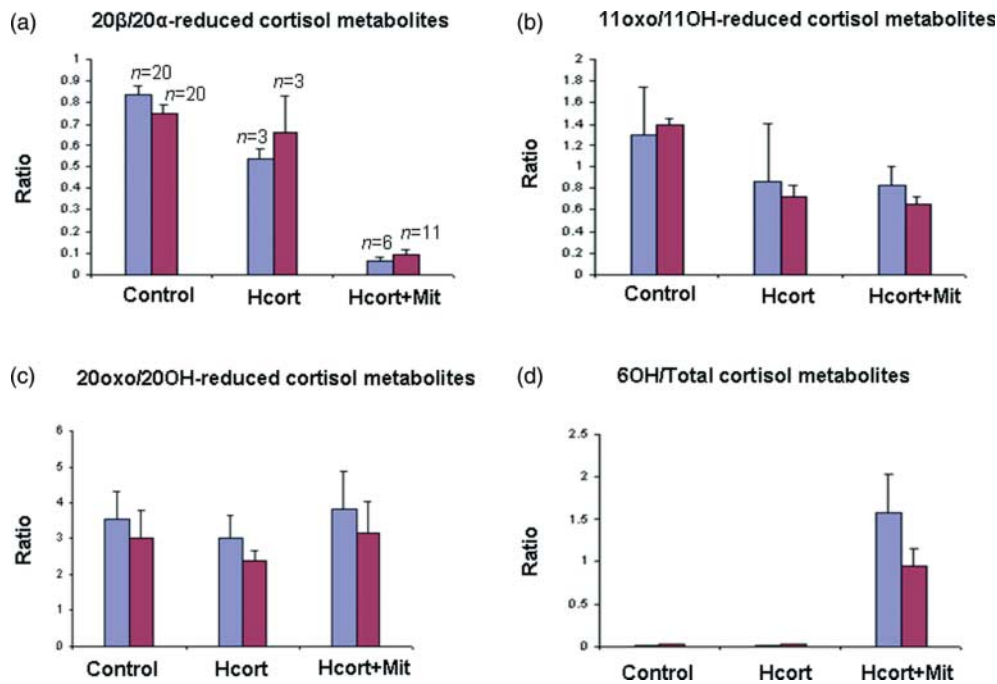 (a) 20β/20α-reduced cortisol metabolites
1
0.9
0.8
0.7
0.6
0.5
0.4
0.3
0.2
0.1
0
Ratio
n=20
n=20
n=3
n=3
n=6
n=11
Control Hcort Hcort+Mit
(b) 11oxo/11OH-reduced cortisol metabolites
2
1.8
1.6
1.4
1.2
1
0.8
0.6
0.4
0.2
0
Ratio
Control Hcort Hcort+Mit
(c) 20oxo/20OH-reduced cortisol metabolites
6
5
4
3
2
1
0
Ratio
Control Hcort Hcort+Mit
(d) 6OH/Total cortisol metabolites
2.5
2
1.5
1
0.5
0
Ratio
Control Hcort Hcort+Mit